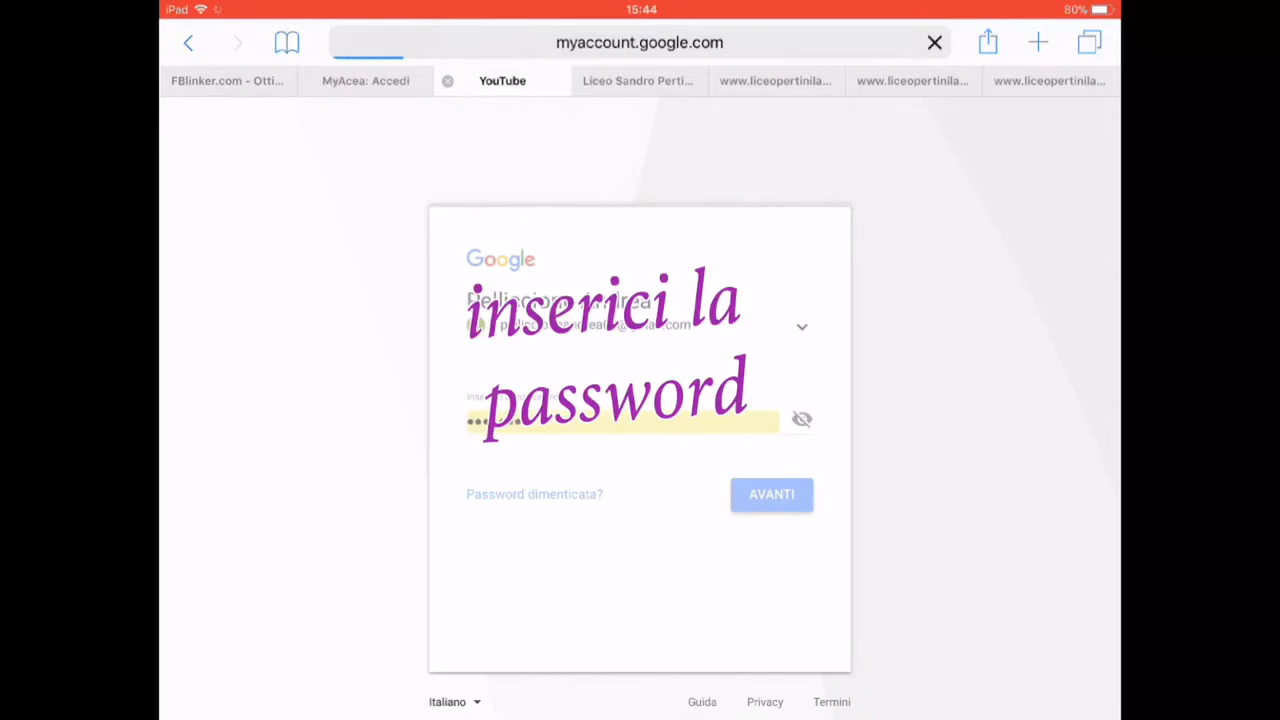 iPad 15:44 80%
myaccount.google.com
FBlinker.com - Otti... MyAcea: Accedi YouTube Liceo Sandro Perti... www.liceopertinila... www.liceopertinila... www.liceopertinila...
Google
inserici la
password
Password dimenticata? AVANTI
Italiano Guida Privacy Termini